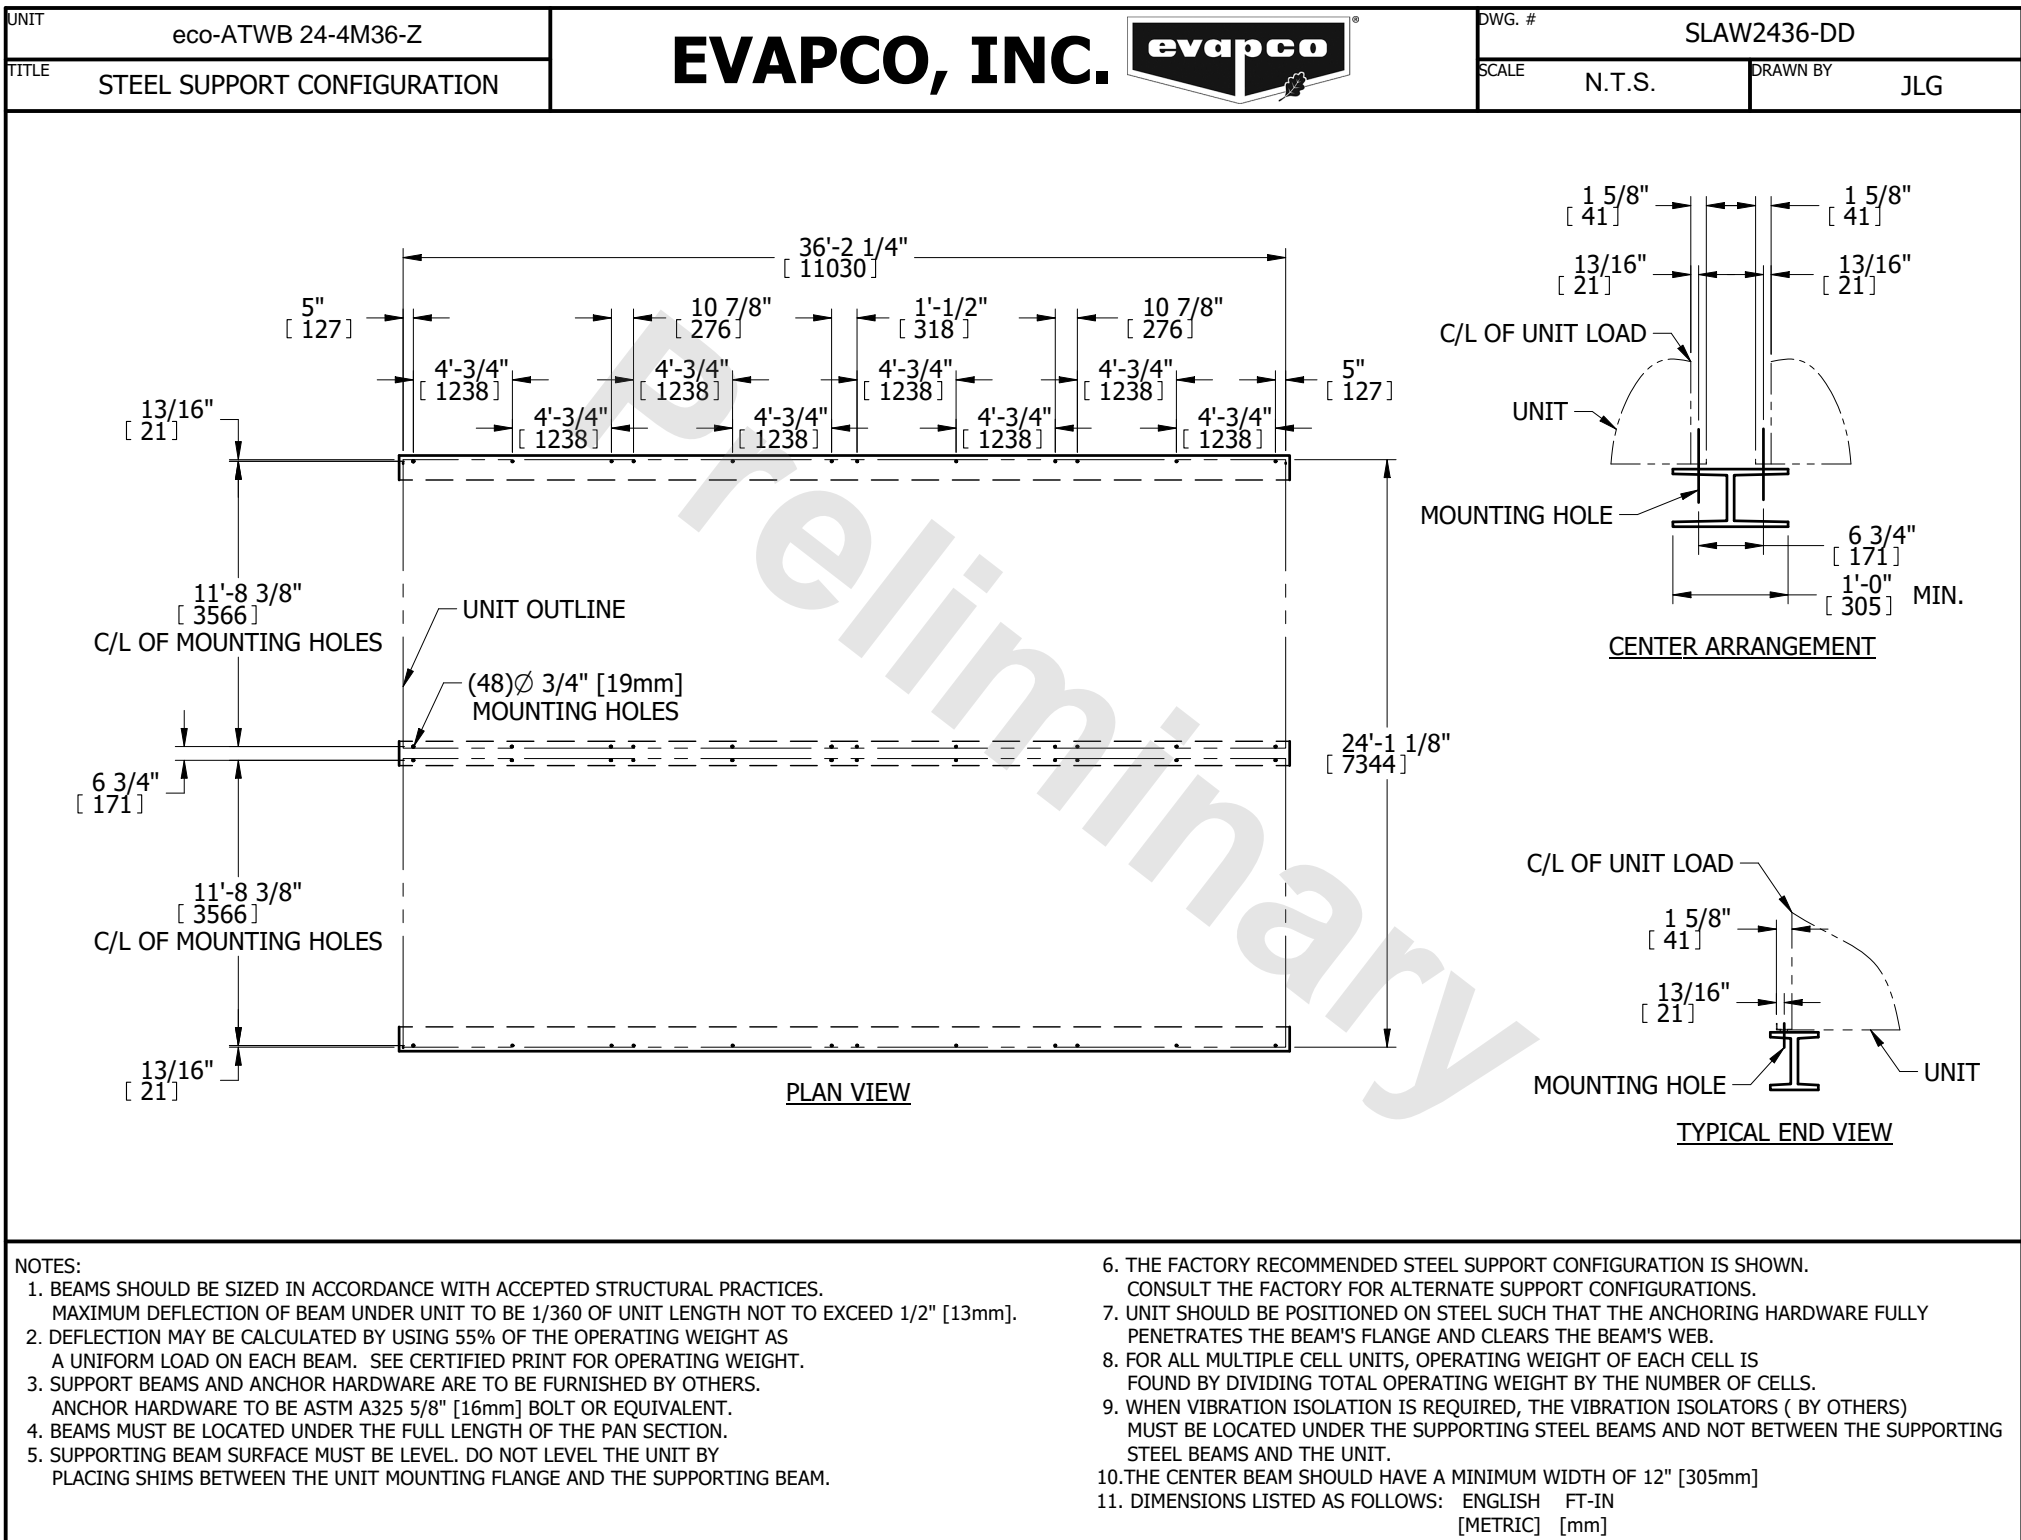 UNIT
eco-ATWB 24-4M36-Z
TITLE
STEEL SUPPORT CONFIGURATION
EVAPCO, INC.
evapco
®
DWG. #
SLAW2436-DD
SCALE
N.T.S.
DRAWN BY
JLG
36'-2 1/4"
[ 11030 ]
5"
[ 127 ]
10 7/8"
[ 276 ]
1'-1/2"
[ 318 ]
10 7/8"
[ 276 ]
4'-3/4"
[ 1238 ]
4'-3/4"
[ 1238 ]
4'-3/4"
[ 1238 ]
4'-3/4"
[ 1238 ]
5"
[ 127 ]
4'-3/4"
[ 1238 ]
4'-3/4"
[ 1238 ]
4'-3/4"
[ 1238 ]
4'-3/4"
[ 1238 ]
13/16"
[ 21 ]
11'-8 3/8"
[ 3566 ]
C/L OF MOUNTING HOLES
UNIT OUTLINE
(48)∅ 3/4" [19mm]
MOUNTING HOLES
6 3/4"
[ 171 ]
24'-1 1/8"
[ 7344 ]
11'-8 3/8"
[ 3566 ]
C/L OF MOUNTING HOLES
13/16"
[ 21 ]
PLAN VIEW
Preliminary
1 5/8"
[ 41 ]
1 5/8"
[ 41 ]
13/16"
[ 21 ]
13/16"
[ 21 ]
C/L OF UNIT LOAD
UNIT
MOUNTING HOLE
6 3/4"
[ 171 ]
1'-0"
[ 305 ]
MIN.
CENTER ARRANGEMENT
C/L OF UNIT LOAD
1 5/8"
[ 41 ]
13/16"
[ 21 ]
MOUNTING HOLE
UNIT
TYPICAL END VIEW
NOTES:
1. BEAMS SHOULD BE SIZED IN ACCORDANCE WITH ACCEPTED STRUCTURAL PRACTICES.
MAXIMUM DEFLECTION OF BEAM UNDER UNIT TO BE 1/360 OF UNIT LENGTH NOT TO EXCEED 1/2" [13mm].
2. DEFLECTION MAY BE CALCULATED BY USING 55% OF THE OPERATING WEIGHT AS
A UNIFORM LOAD ON EACH BEAM. SEE CERTIFIED PRINT FOR OPERATING WEIGHT.
3. SUPPORT BEAMS AND ANCHOR HARDWARE ARE TO BE FURNISHED BY OTHERS.
ANCHOR HARDWARE TO BE ASTM A325 5/8" [16mm] BOLT OR EQUIVALENT.
4. BEAMS MUST BE LOCATED UNDER THE FULL LENGTH OF THE PAN SECTION.
5. SUPPORTING BEAM SURFACE MUST BE LEVEL. DO NOT LEVEL THE UNIT BY
PLACING SHIMS BETWEEN THE UNIT MOUNTING FLANGE AND THE SUPPORTING BEAM.
6. THE FACTORY RECOMMENDED STEEL SUPPORT CONFIGURATION IS SHOWN.
CONSULT THE FACTORY FOR ALTERNATE SUPPORT CONFIGURATIONS.
7. UNIT SHOULD BE POSITIONED ON STEEL SUCH THAT THE ANCHORING HARDWARE FULLY
PENETRATES THE BEAM'S FLANGE AND CLEARS THE BEAM'S WEB.
8. FOR ALL MULTIPLE CELL UNITS, OPERATING WEIGHT OF EACH CELL IS
FOUND BY DIVIDING TOTAL OPERATING WEIGHT BY THE NUMBER OF CELLS.
9. WHEN VIBRATION ISOLATION IS REQUIRED, THE VIBRATION ISOLATORS ( BY OTHERS)
MUST BE LOCATED UNDER THE SUPPORTING STEEL BEAMS AND NOT BETWEEN THE SUPPORTING
STEEL BEAMS AND THE UNIT.
10.THE CENTER BEAM SHOULD HAVE A MINIMUM WIDTH OF 12" [305mm]
11. DIMENSIONS LISTED AS FOLLOWS: ENGLISH FT-IN
[METRIC] [mm]